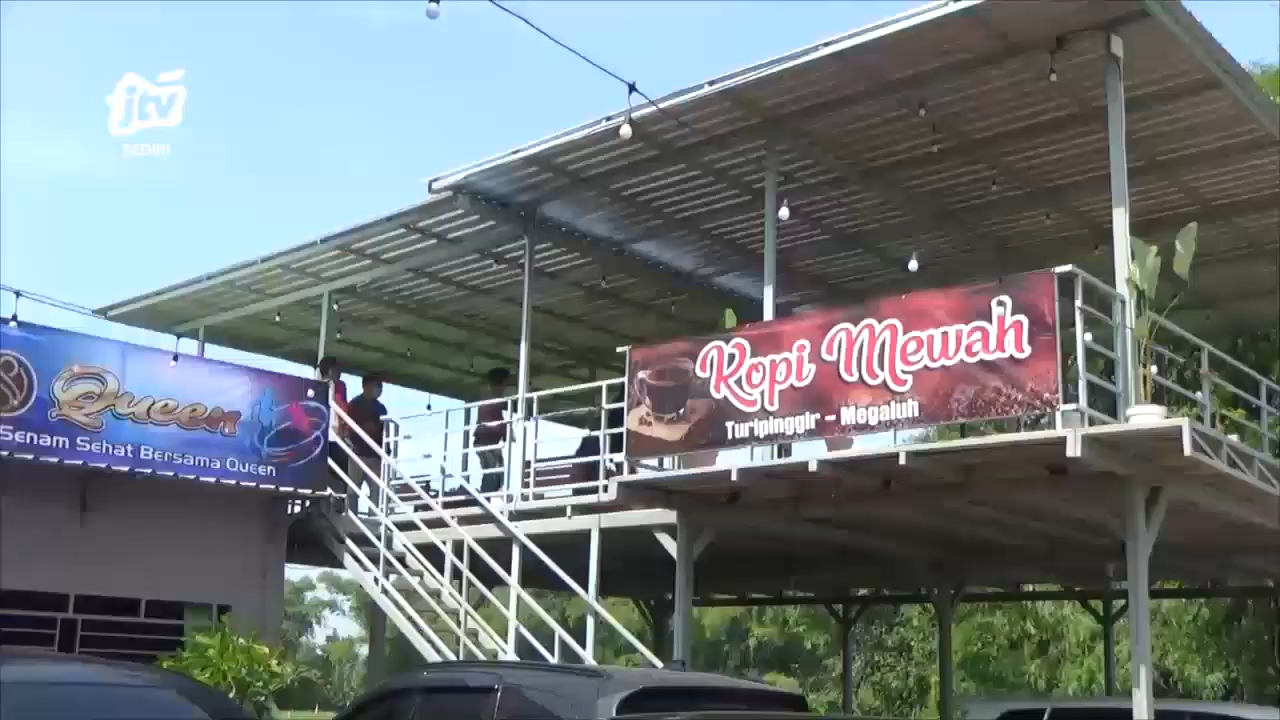 jtv
KEDIRI
Queen
Senam Sehat Bersama Queen
Kopi Mewah
Turipinggir – Megaluh